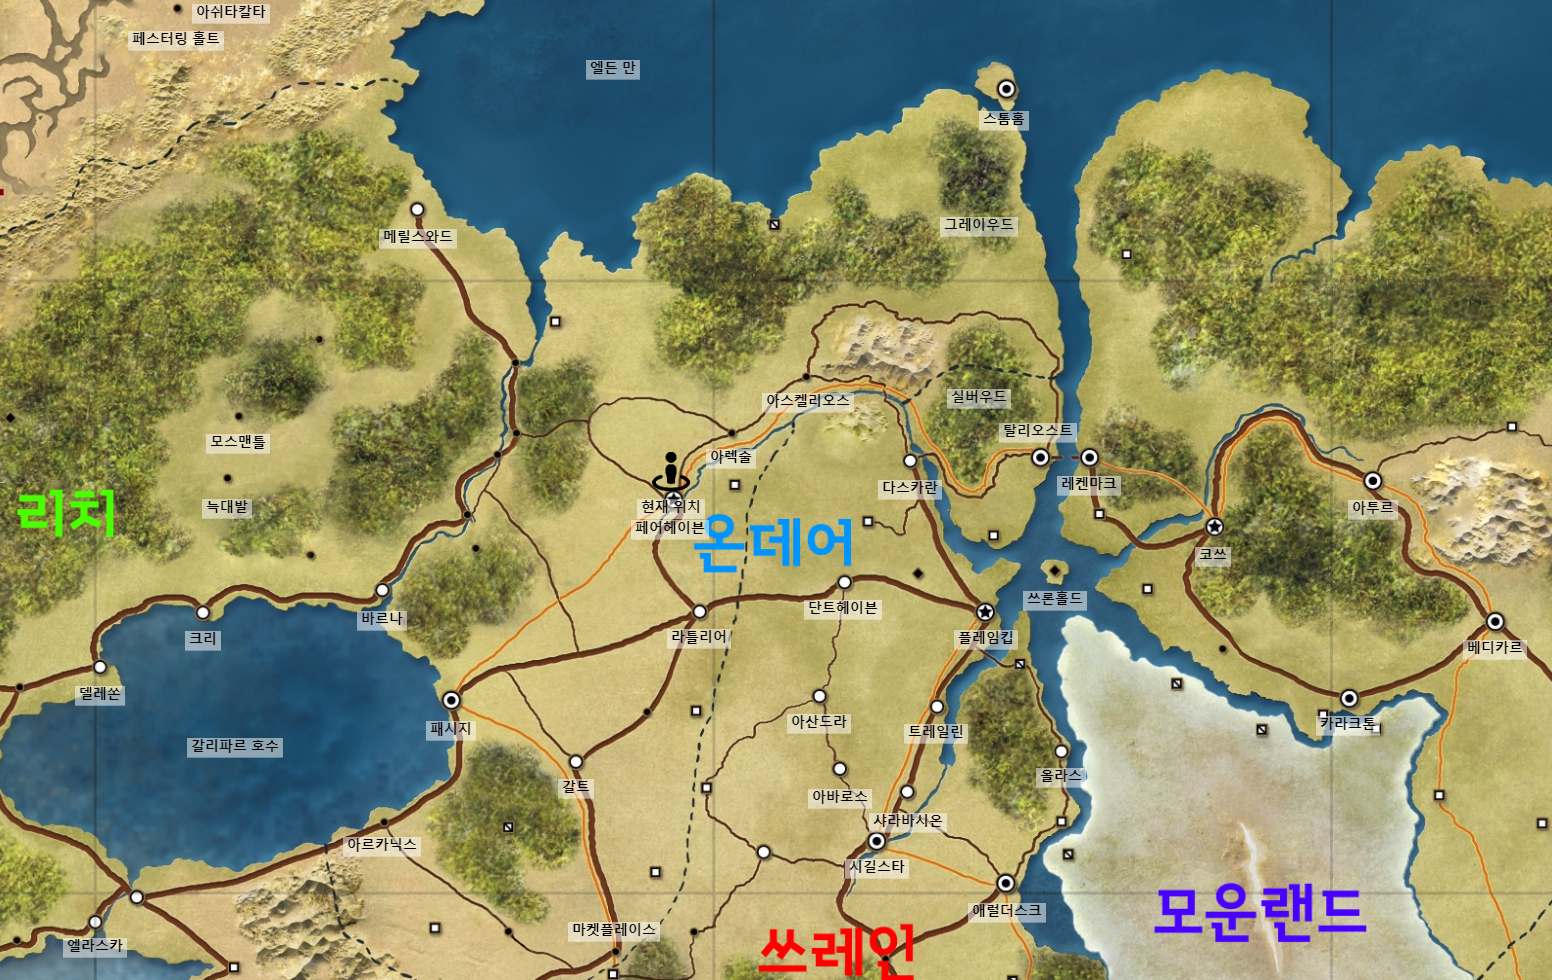 아쉬타칼타
페스터링 홀트
엘든 만
스톰홈
그레이우드
메릴스와드
아스켈리오스
실버우드
탈리오스트
모스맨틀
아렉술
다스카란
레켄마크
늑대발
현재 위치
페어헤이븐
아투르
리치
온데어
코쓰
단트헤이븐
쓰론홀드
크리
바르나
라틀리어
플레임킵
베디카르
델레쏜
패시지
아산드라
트레일린
카라크툼
갈리파르 호수
갈트
아바로스
올라스
아르카닉스
사라바시온
시길스타
엘라스카
마켓플레이스
애럴더스크
모운랜드
쓰레인